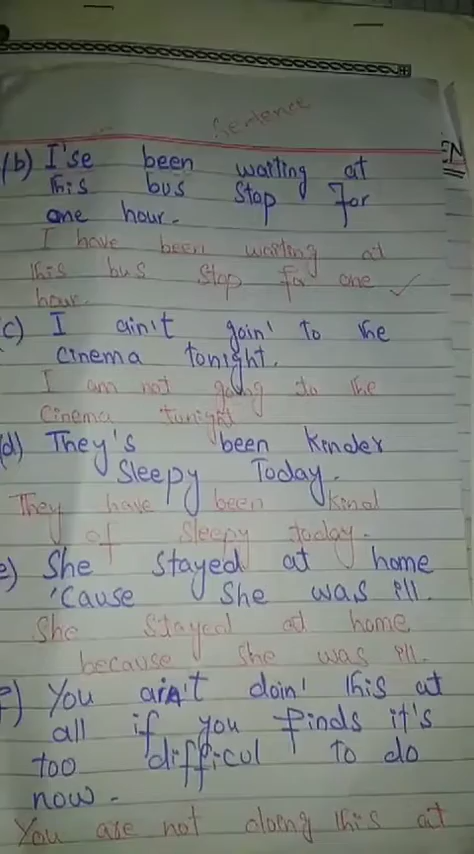 Sentence
(b) I'se been waiting at
this bus stop for
one hour.
I have been waiting at
this bus stop for one
hour.
c) I ain't goin' to the
cinema tonight.
I am not going to the
Cinema tunight
(d) They's been Kinder
Sleepy Today.
They have been kind
of sleepy today.
e) She stayed at home
'cause she was ill.
She stayed at home
because she was ill.
f) You ain't doin' this at
all if you finds it's
too difficul to do
now.
You are not doing this at